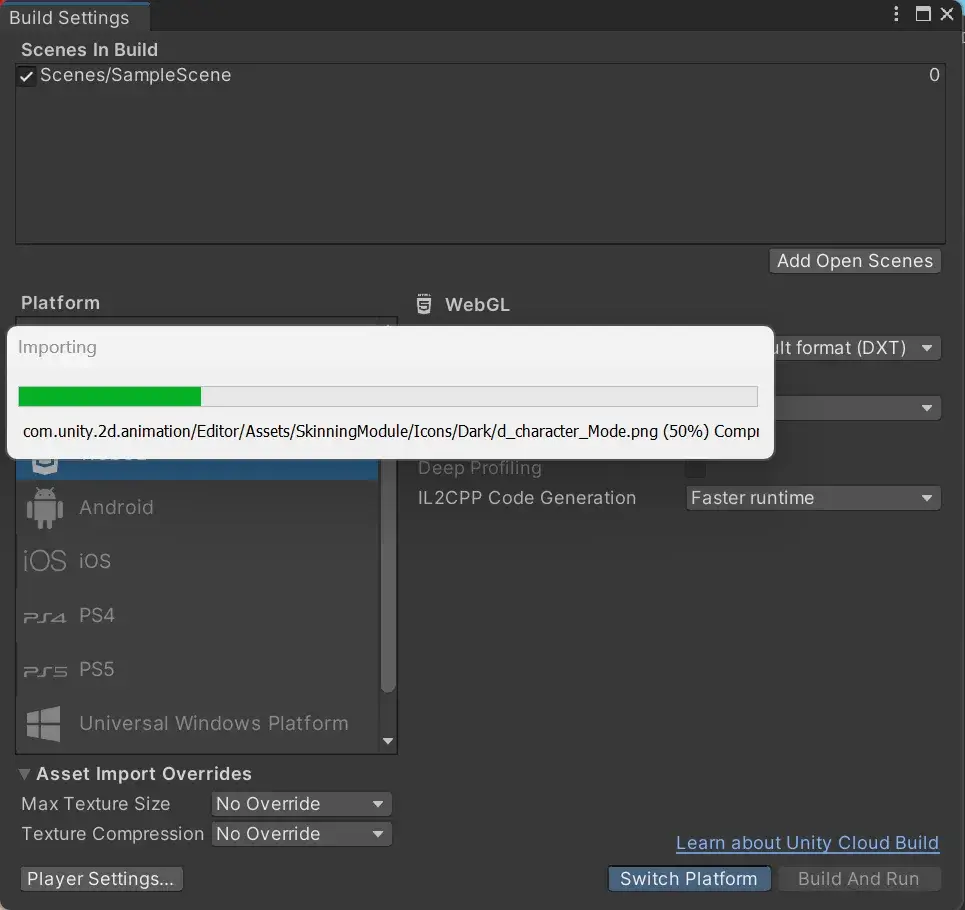 Build Settings
Scenes In Build
Scenes/SampleScene 0
Add Open Scenes
Platform
WebGL
Importing
ult format (DXT)
com.unity.2d.animation/Editor/Assets/SkinningModule/Icons/Dark/d_character_Mode.png (50%) Compr
Deep Profiling
Android
IL2CPP Code Generation Faster runtime
iOS iOS
PS4 PS4
PS5 PS5
Universal Windows Platform
Asset Import Overrides
Max Texture Size No Override
Texture Compression No Override
Learn about Unity Cloud Build
Player Settings... Switch Platform Build And Run